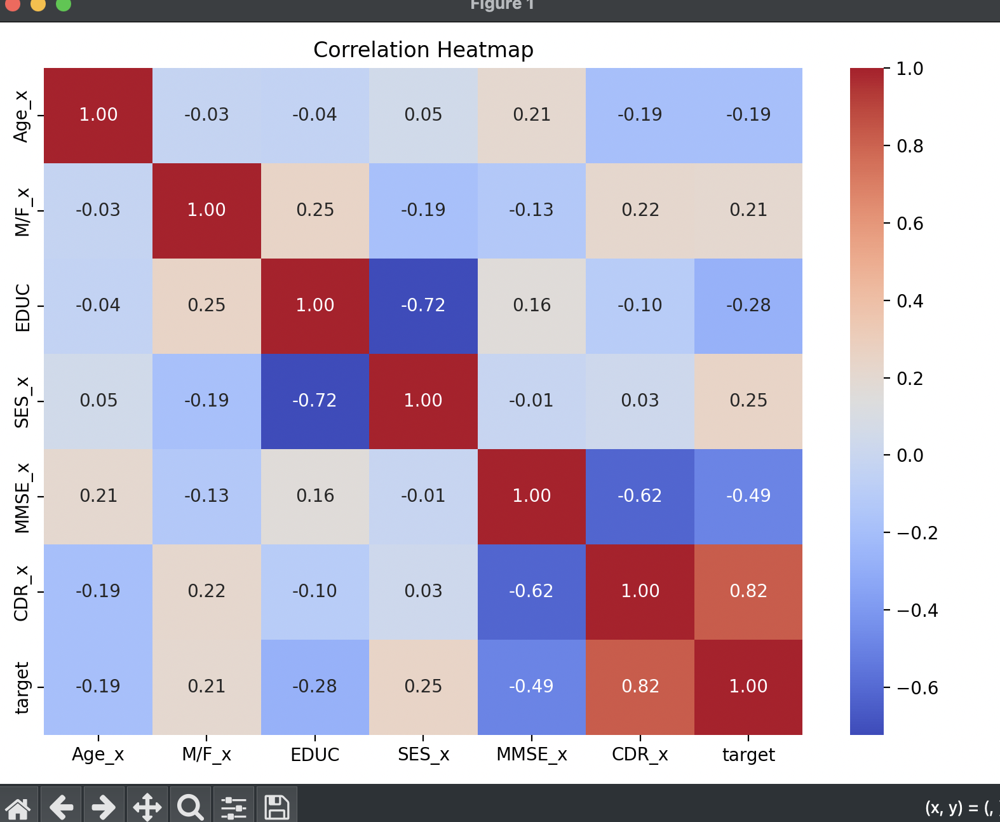 Figure 1
Correlation Heatmap
Age_x 1.00 -0.03 -0.04 0.05 0.21 -0.19 -0.19
M/F_x -0.03 1.00 0.25 -0.19 -0.13 0.22 0.21
EDUC -0.04 0.25 1.00 -0.72 0.16 -0.10 -0.28
SES_x 0.05 -0.19 -0.72 1.00 -0.01 0.03 0.25
MMSE_x 0.21 -0.13 0.16 -0.01 1.00 -0.62 -0.49
CDR_x -0.19 0.22 -0.10 0.03 -0.62 1.00 0.82
target -0.19 0.21 -0.28 0.25 -0.49 0.82 1.00
Age_x M/F_x EDUC SES_x MMSE_x CDR_x target
1.0
0.8
0.6
0.4
0.2
0.0
−0.2
−0.4
−0.6
(x, y) = (,